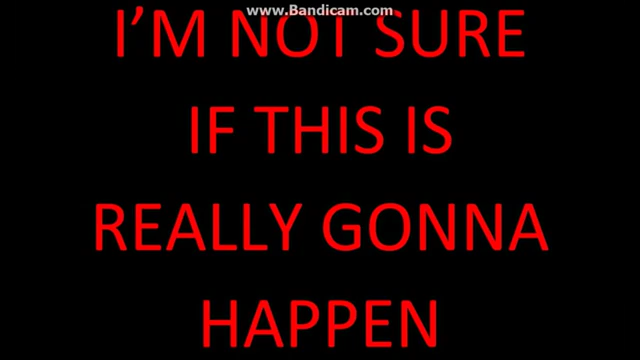 www.Bandicam.com
I'M NOT SURE
IF THIS IS
REALLY GONNA
HAPPEN